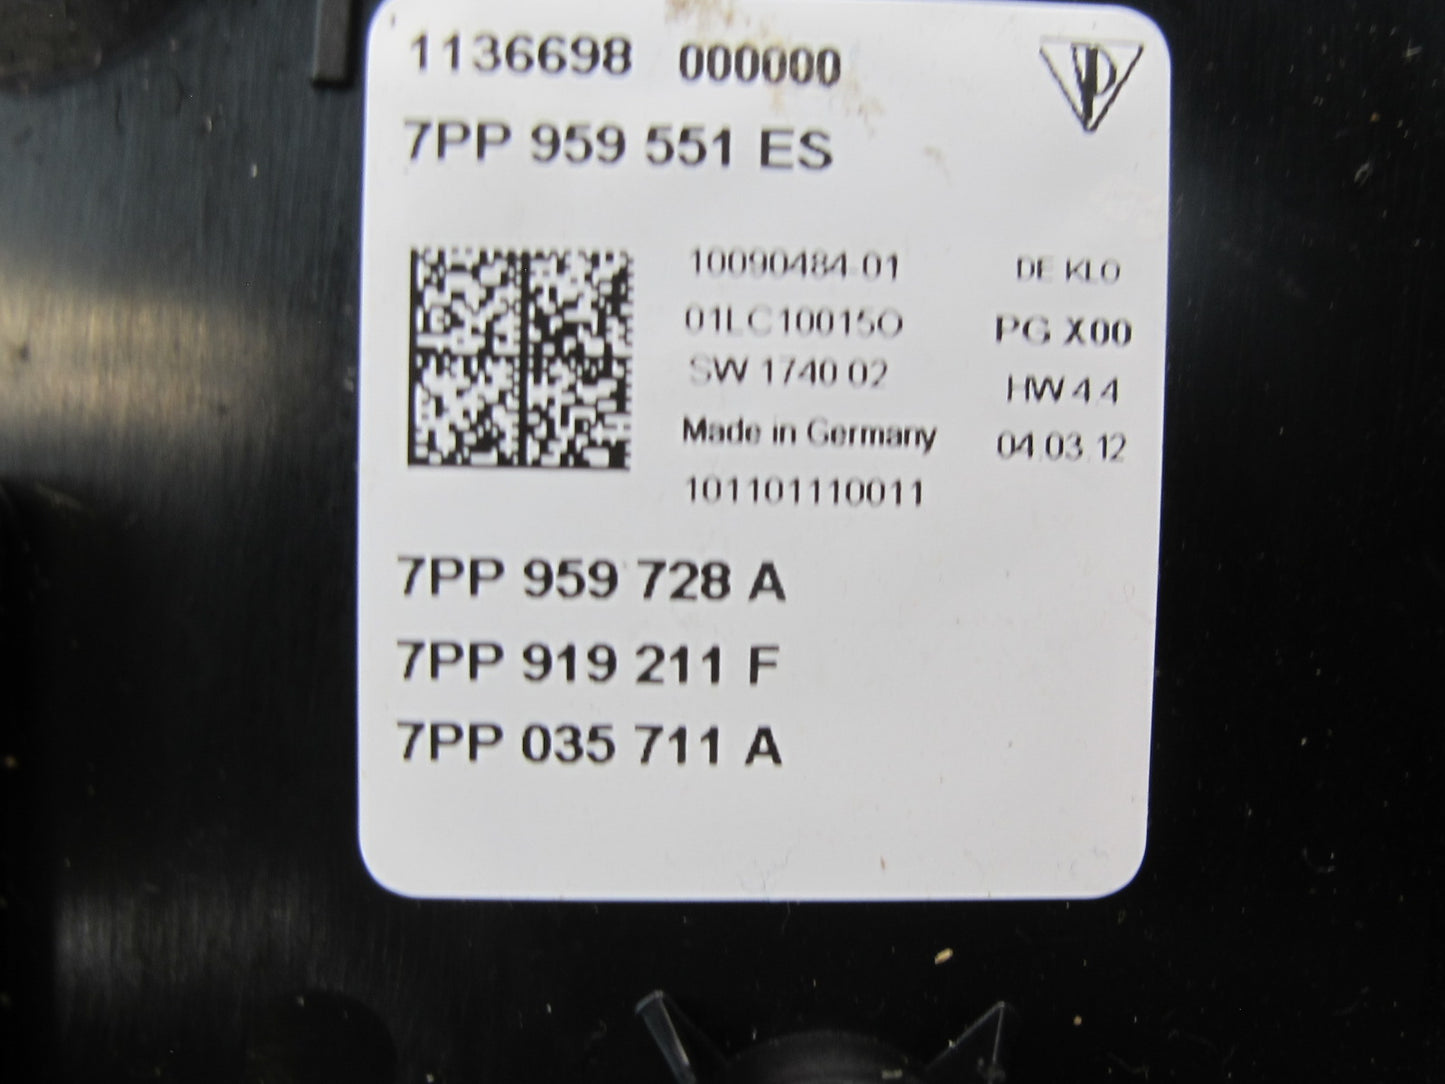 1136698 000000
7PP 959 551 ES
10090484-01 DE KLO
01LC10015O PG X00
SW 1740 02 HW 4.4
Made in Germany 04.03.12
101101110011
7PP 959 728 A
7PP 919 211 F
7PP 035 711 A